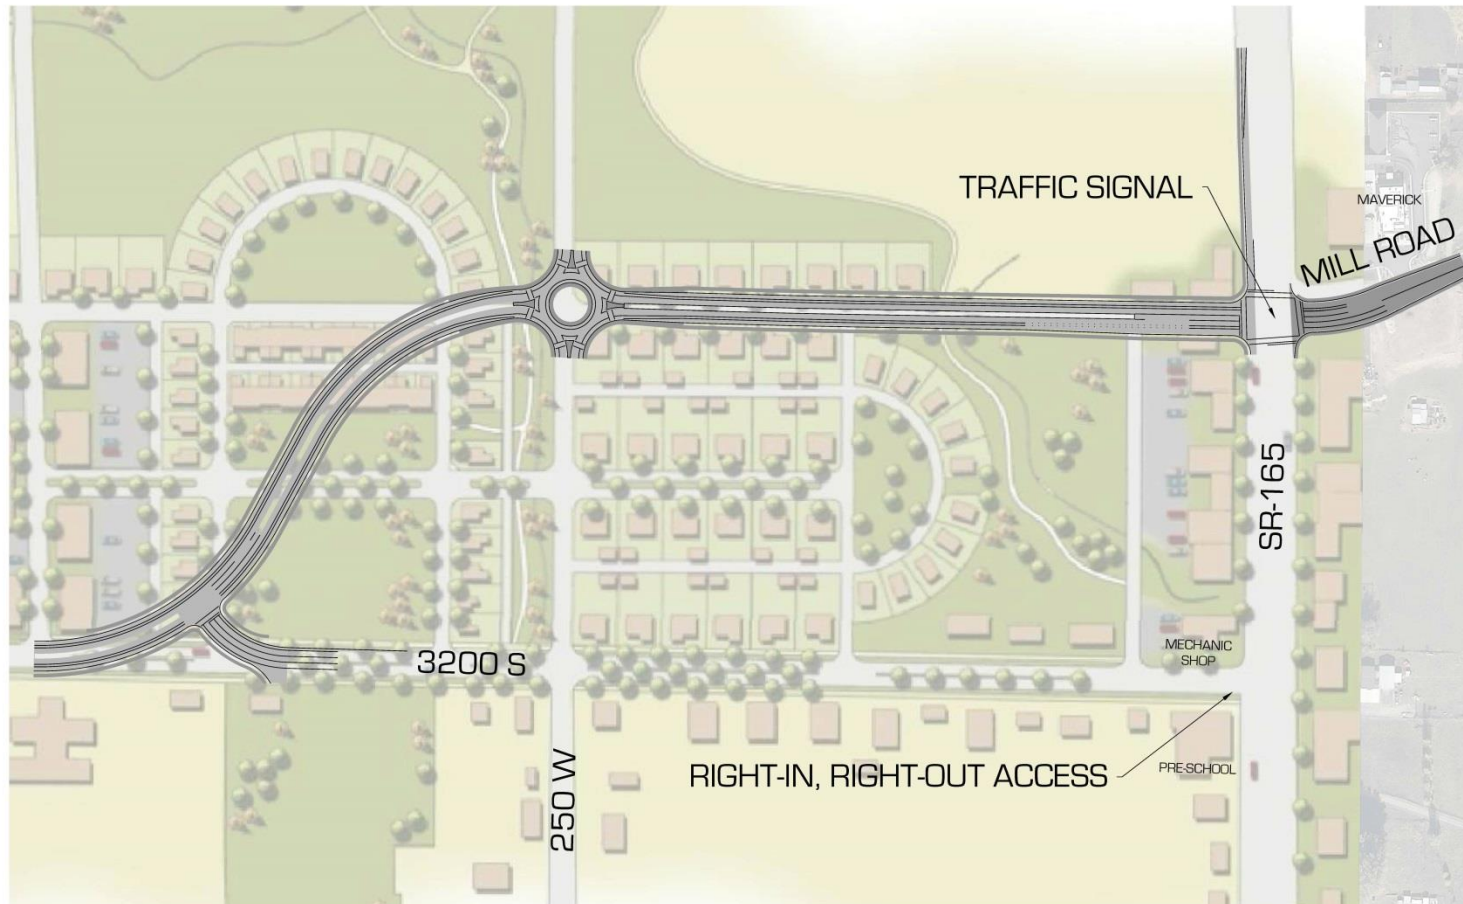 TRAFFIC SIGNAL
MAVERICK
MILL ROAD
SR-165
MECHANIC
SHOP
3200 S
RIGHT-IN, RIGHT-OUT ACCESS
PRE-SCHOOL
250 W